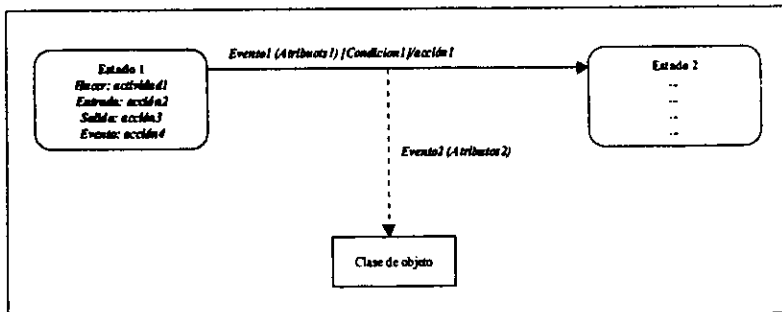 Evento1 (Atributs1) [Condicion1]/acción1
Estado 1
Hacer: actividad1
Entrada: acción2
Salida: acción3
Evento: acción4
Estado 2
...
...
...
...
Evento2 (Atributos2)
Clase de objeto